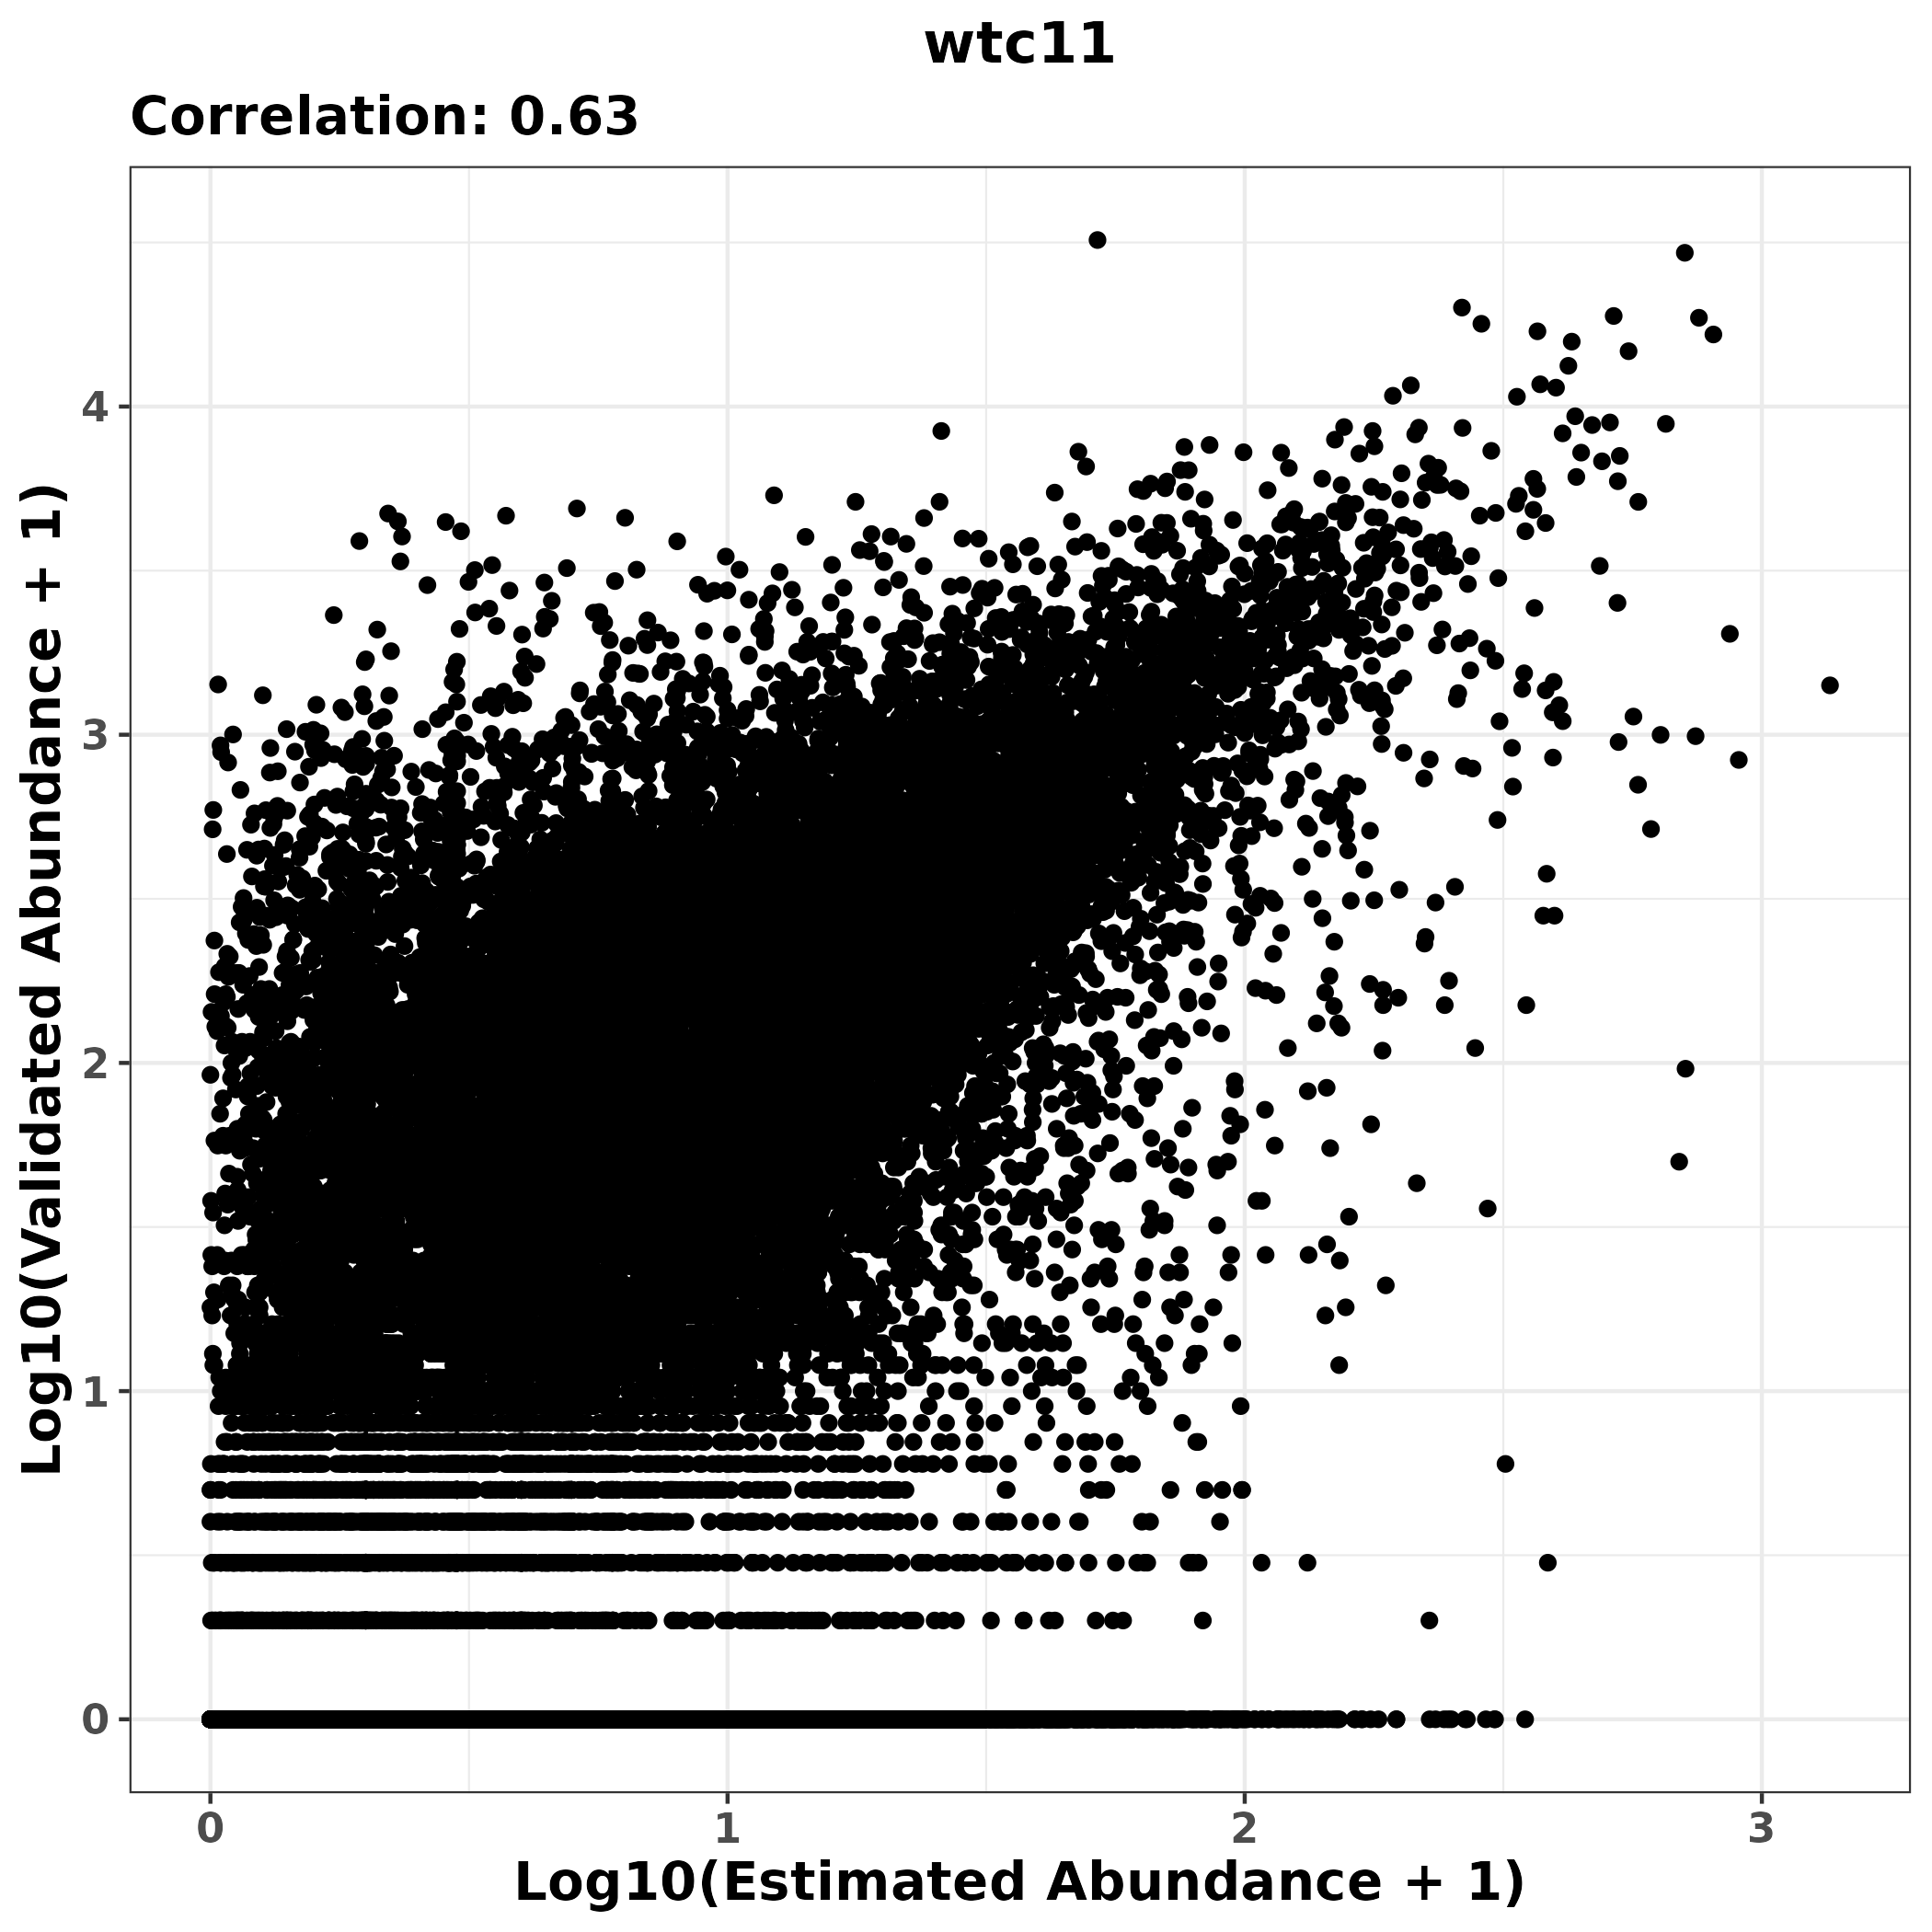 wtc11
Correlation: 0.63
Log10(Validated Abundance + 1)
4
3
2
1
0
0 1 2 3
Log10(Estimated Abundance + 1)